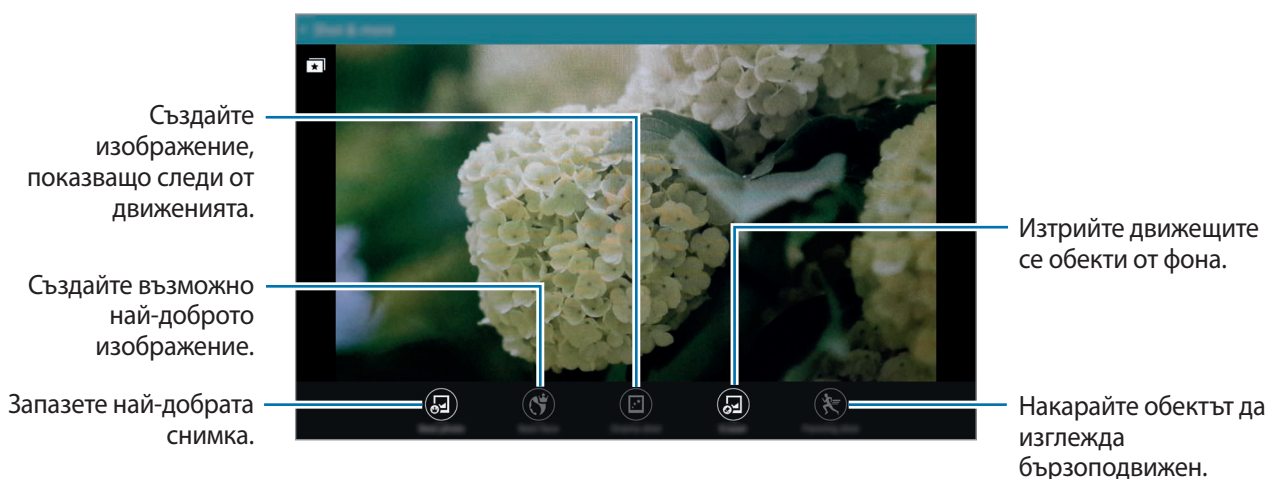 Създайте
изображение,
показващо следи от
движенията.
Създайте възможно
най-доброто
изображение.
Запазете най-добрата
снимка.
Изтрийте движещите
се обекти от фона.
Накарайте обектът да
изглежда
бързоподвижен.